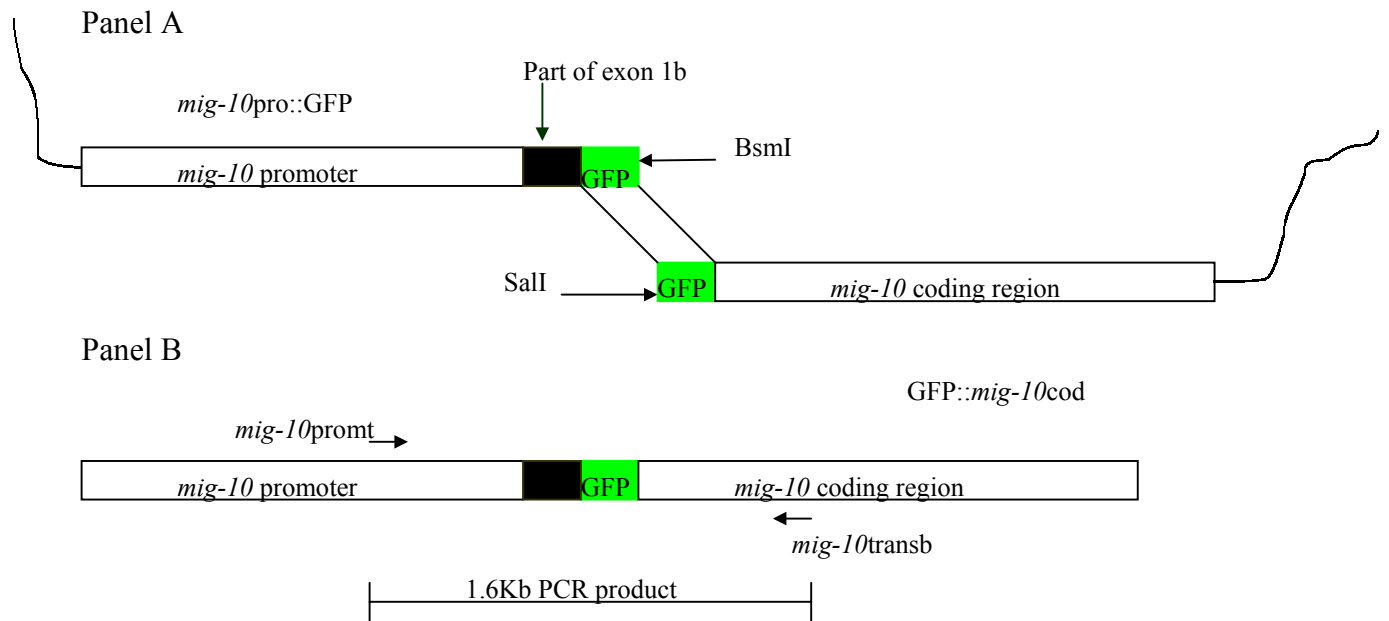 Panel A
Part of exon 1b
mig-10pro::GFP
BsmI
mig-10 promoter
GFP
SalI
GFP
mig-10 coding region
Panel B
GFP::mig-10cod
mig-10promt
mig-10 promoter
GFP
mig-10 coding region
mig-10transb
1.6Kb PCR product